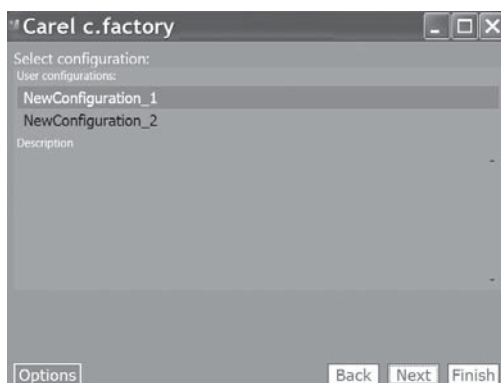 Carel c.factory
Select configuration:
User configurations:
NewConfiguration_1
NewConfiguration_2
Description
Options Back Next Finish